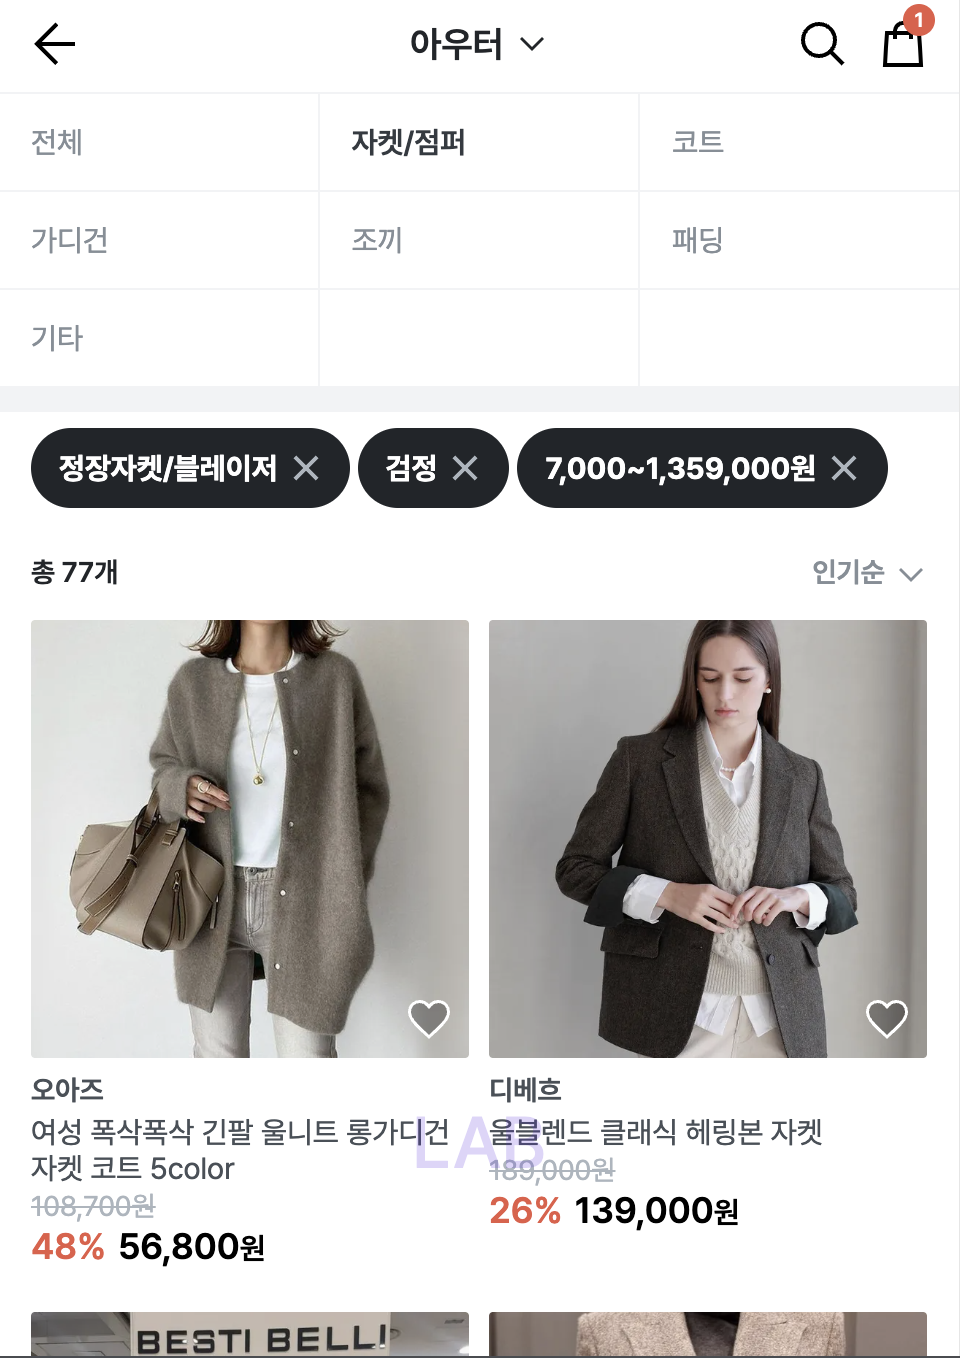 아우터
1
전체
자켓/점퍼
코트
가디건
조끼
패딩
기타
정장자켓/블레이저
검정
7,000~1,359,000원
총 77개
인기순
오아즈
여성 폭삭폭삭 긴팔 울니트 롱가디건
자켓 코트 5color
108,700원
48% 56,800원
디베흐
울블렌드 클래식 헤링본 자켓
189,000원
26% 139,000원
LAB
BESTI BELLI